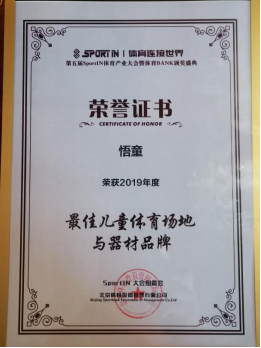 SPORT IN | 体育连接世界
第五届SportIN体育产业大会暨体育BANK颁奖盛典
荣誉证书
CERTIFICATE OF HONOR
悟童
荣获2019年度
最佳儿童体育场地
与器材品牌
SportIN 大会组委会